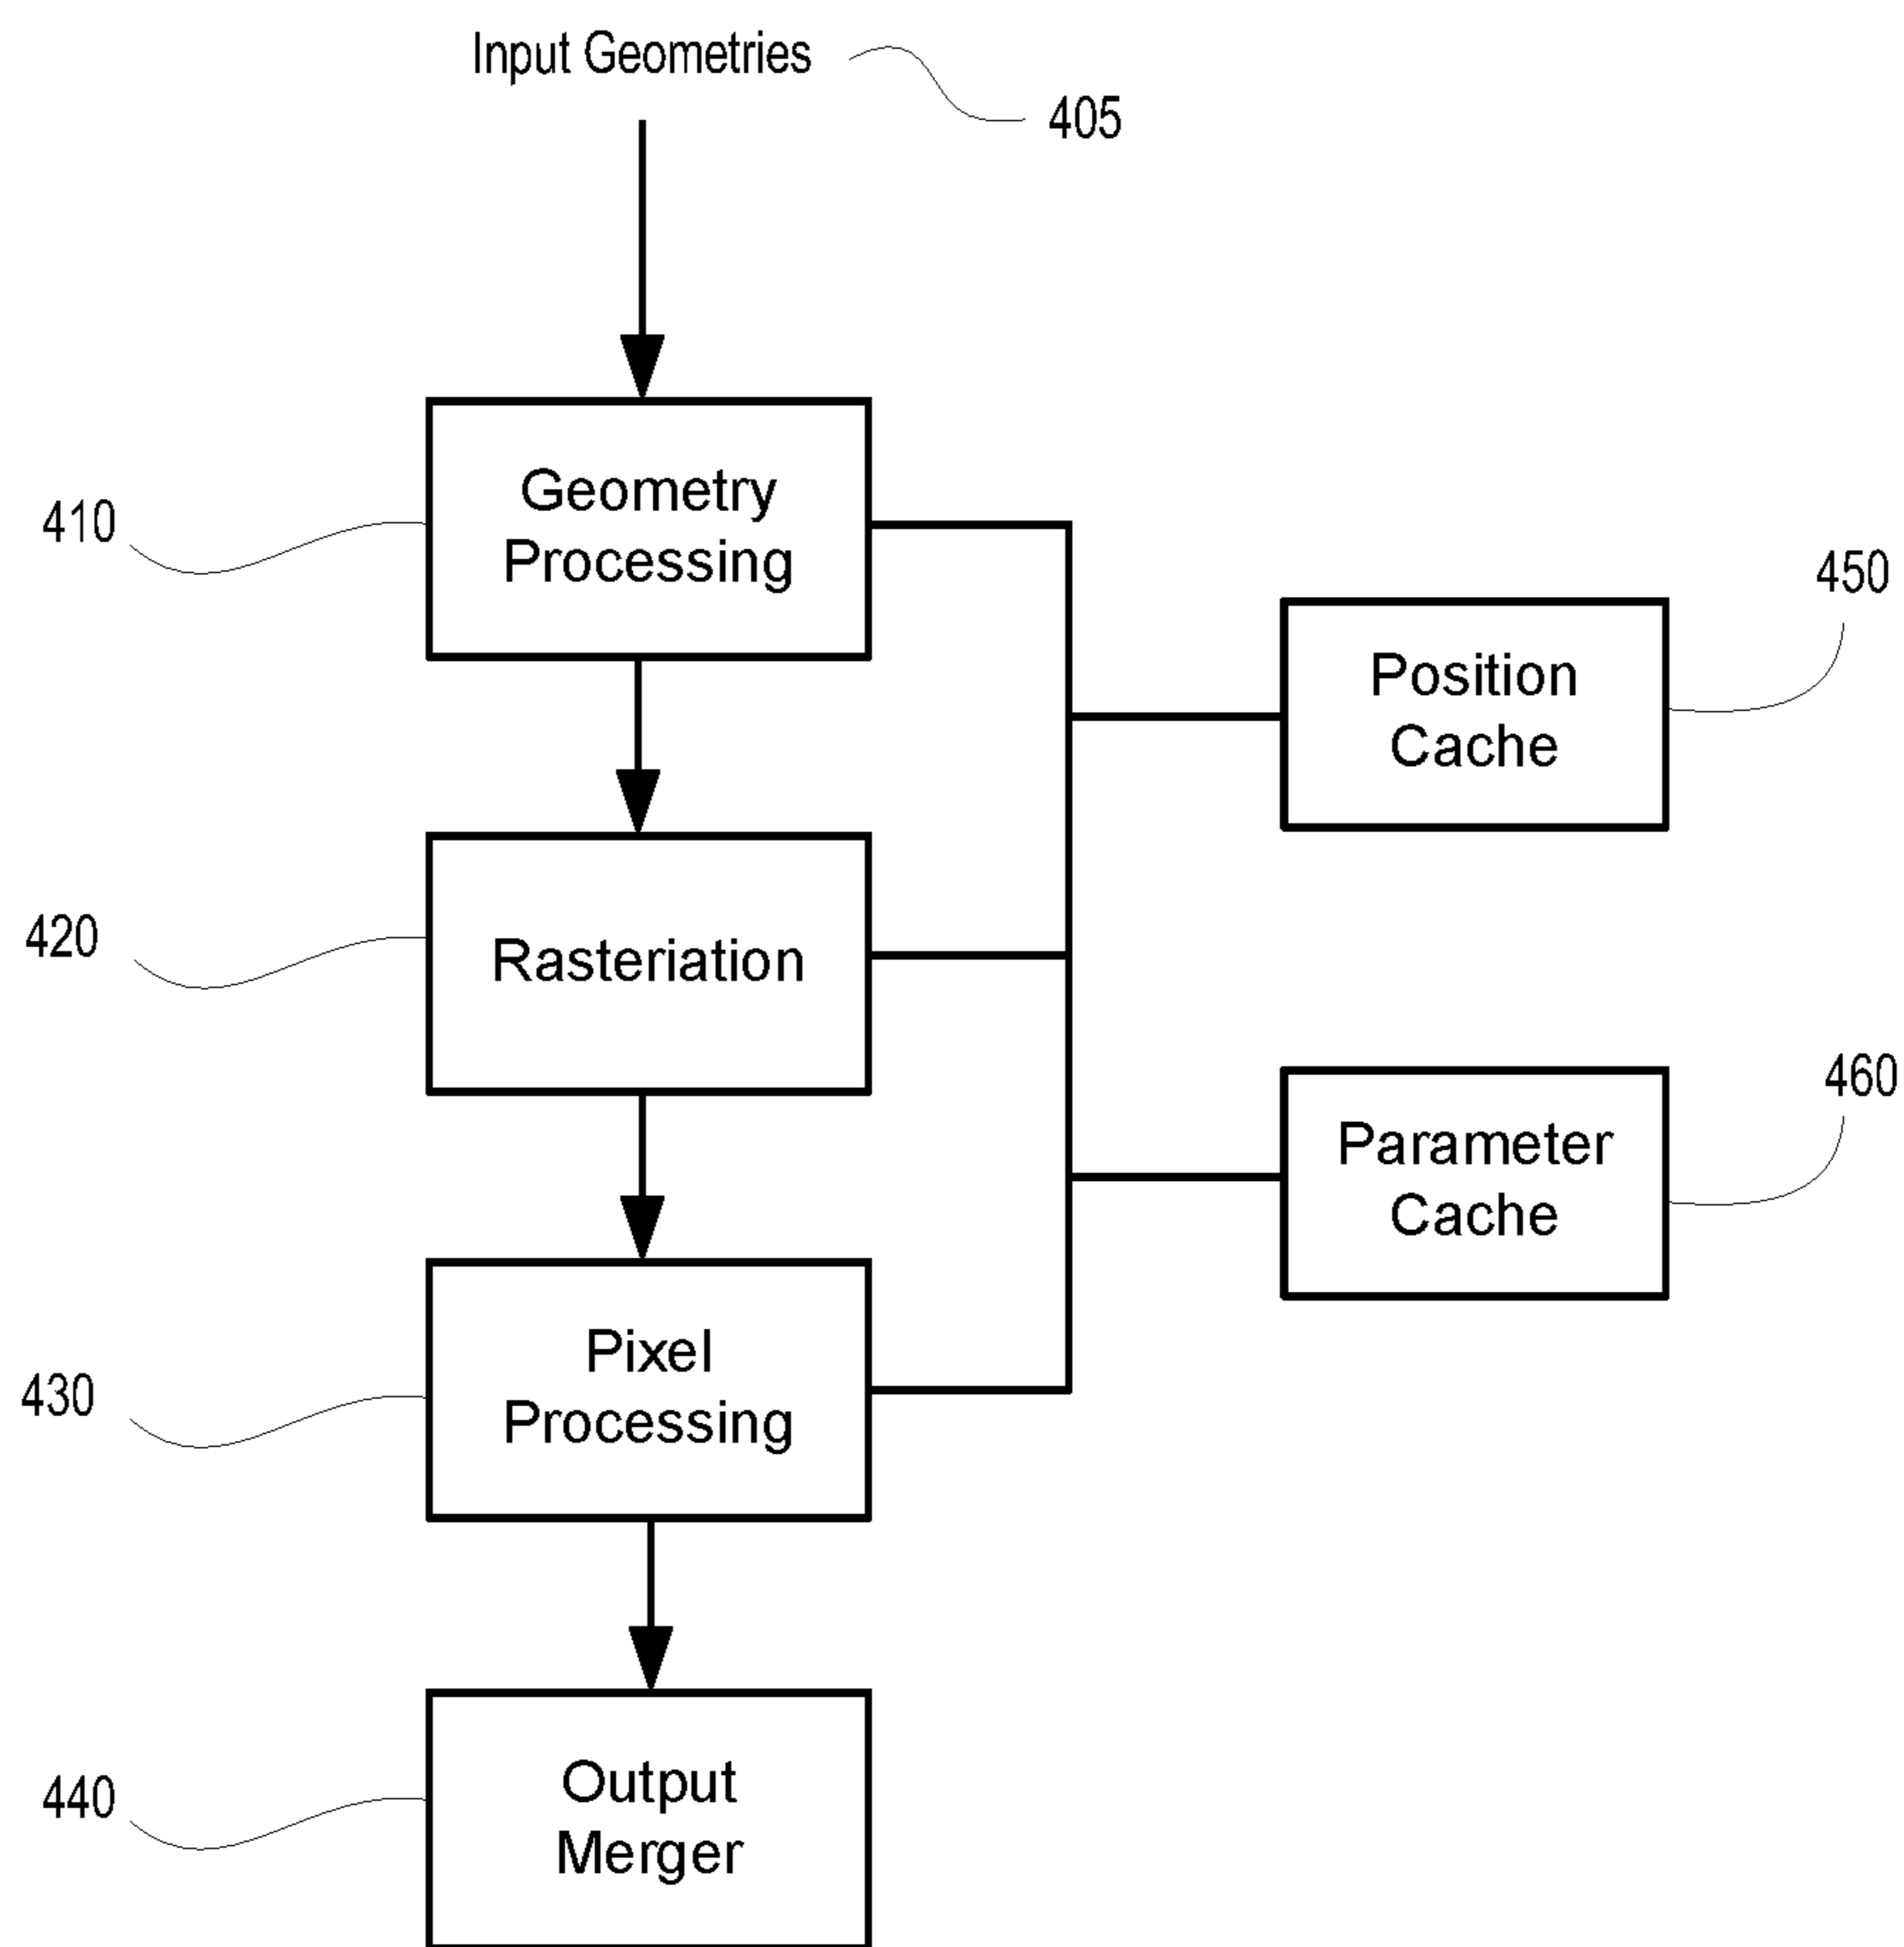 Input Geometries
405
Geometry
Processing
410
Position
Cache
450
Rasteriation
420
Parameter
Cache
460
Pixel
Processing
430
Output
Merger
440